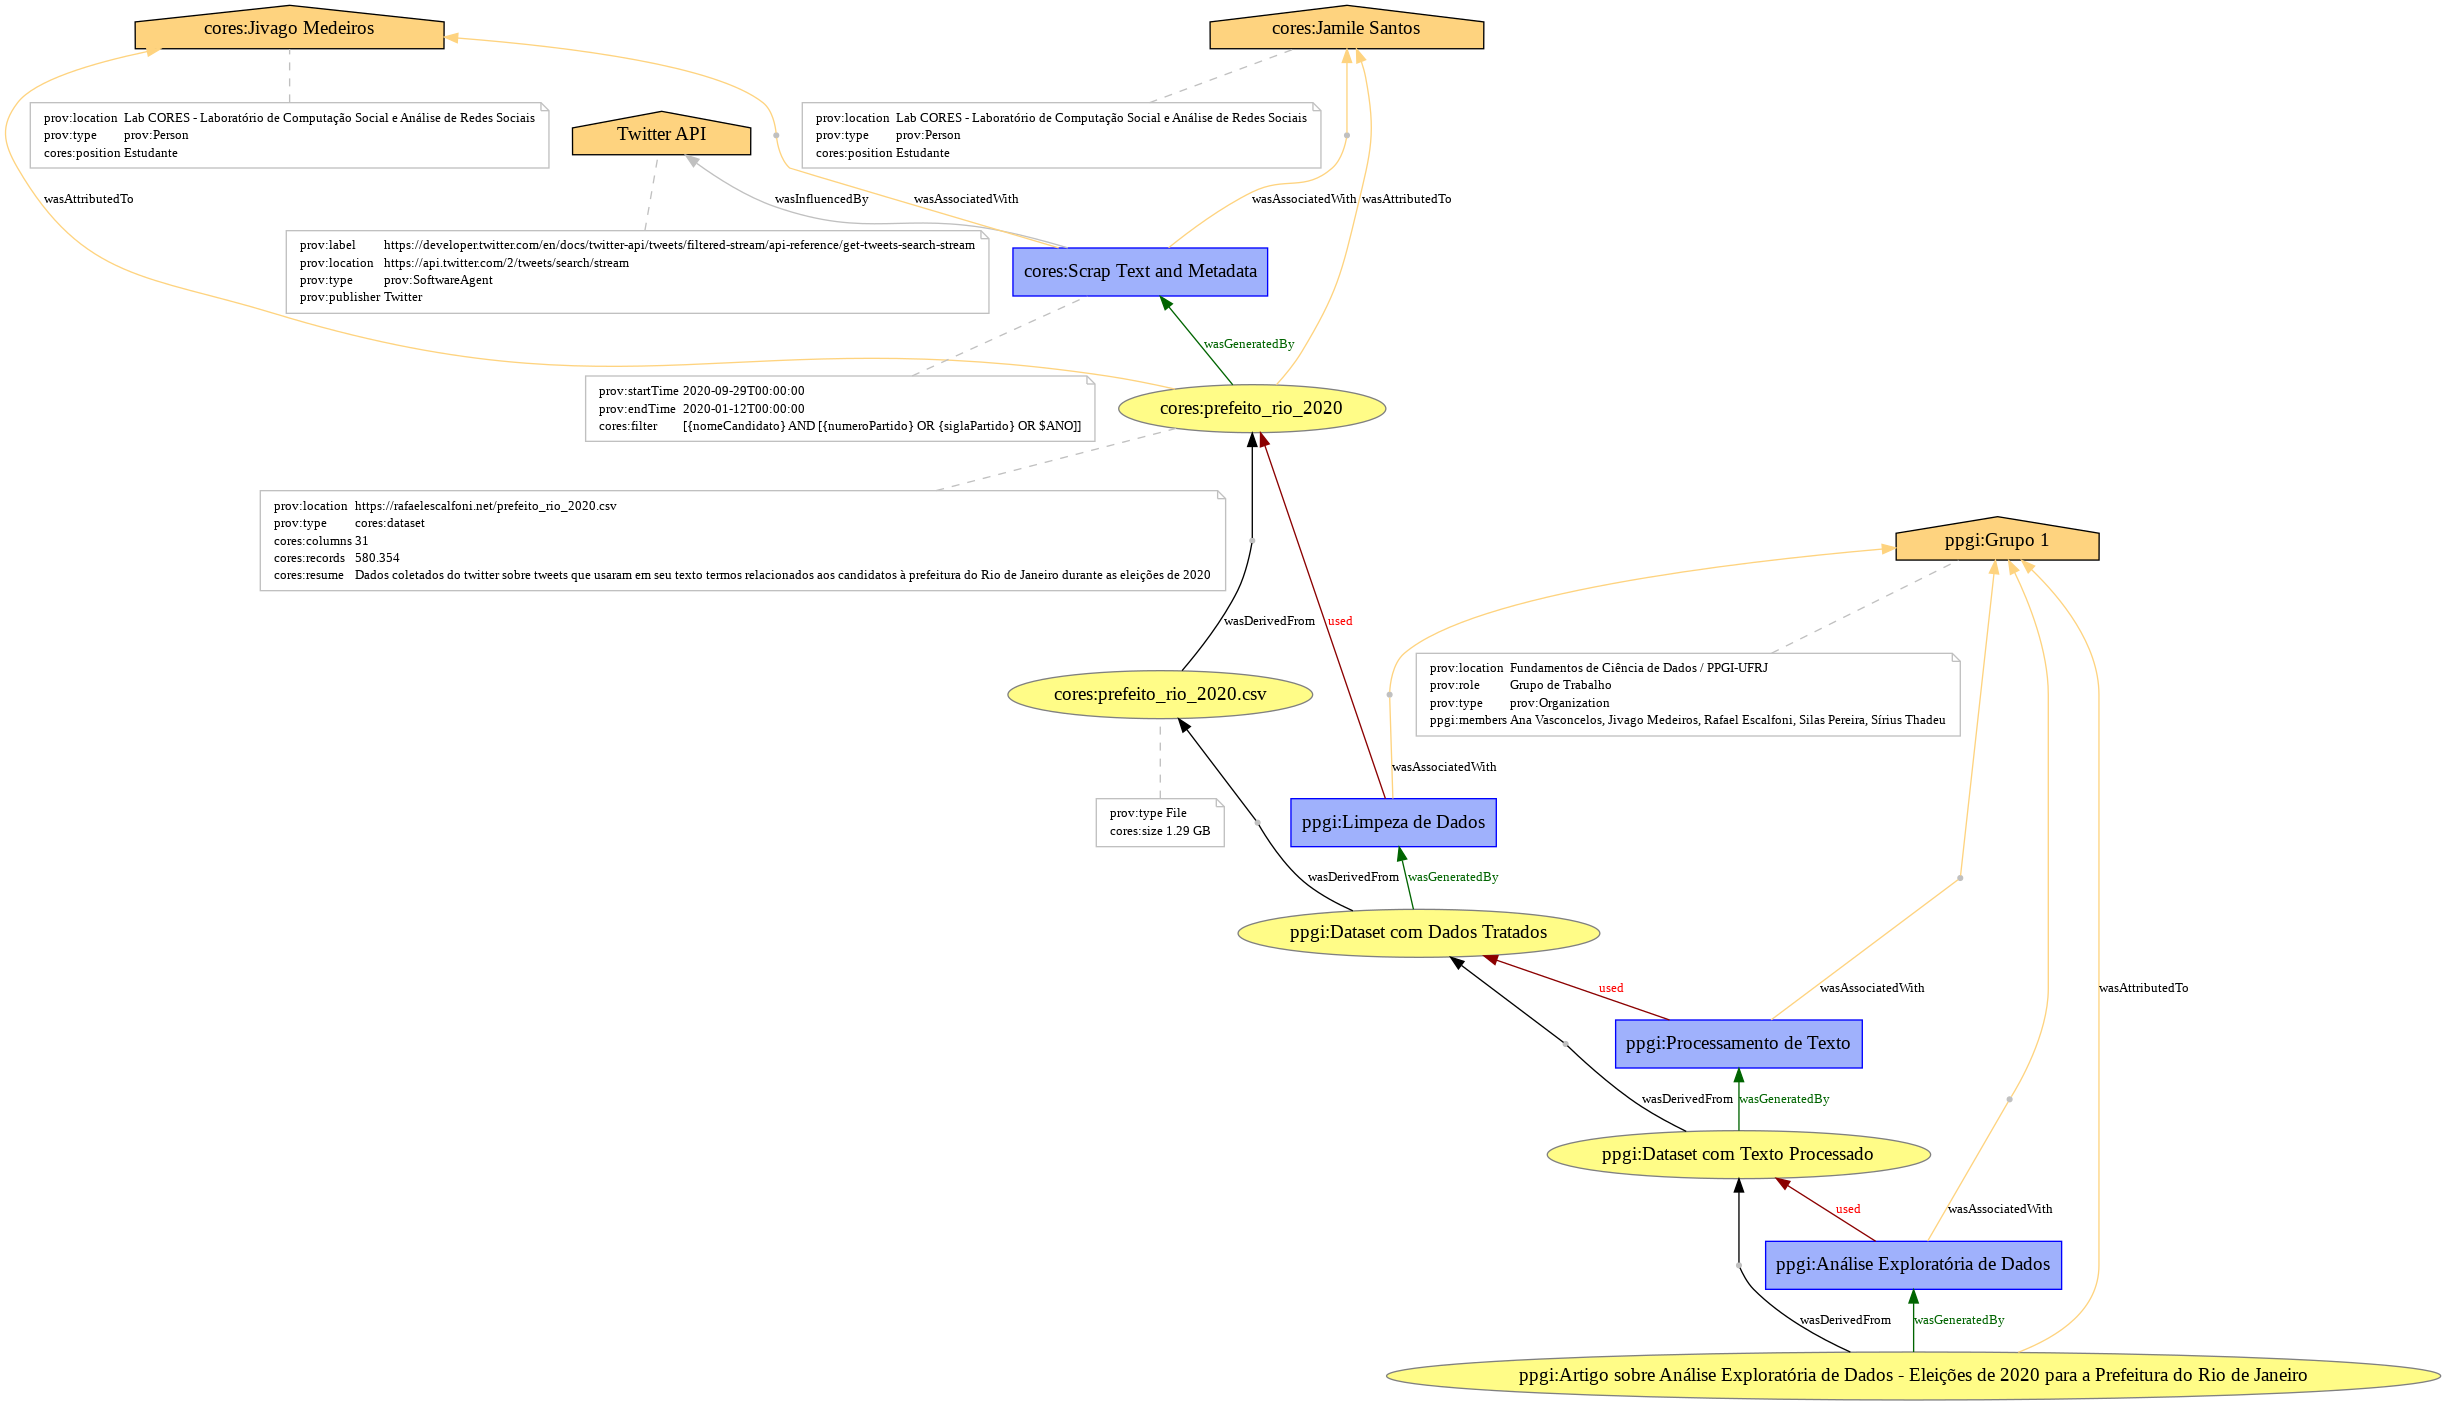 cores:Jivago Medeiros
cores:Jamile Santos
prov:location Lab CORES - Laboratório de Computação Social e Análise de Redes Sociais
prov:type prov:Person
cores:position Estudante
Twitter API
prov:location Lab CORES - Laboratório de Computação Social e Análise de Redes Sociais
prov:type prov:Person
cores:position Estudante
wasAttributedTo
wasInfluencedBy
wasAssociatedWith
wasAssociatedWith
wasAttributedTo
prov:label https://developer.twitter.com/en/docs/twitter-api/tweets/filtered-stream/api-reference/get-tweets-search-stream
prov:location https://api.twitter.com/2/tweets/search/stream
prov:type prov:SoftwareAgent
prov:publisher Twitter
cores:Scrap Text and Metadata
wasGeneratedBy
prov:startTime 2020-09-29T00:00:00
prov:endTime 2020-01-12T00:00:00
cores:filter [{nomeCandidato} AND [{numeroPartido} OR {siglaPartido} OR $ANO]]
cores:prefeito_rio_2020
prov:location https://rafaelescalfoni.net/prefeito_rio_2020.csv
prov:type cores:dataset
cores:columns 31
cores:records 580.354
cores:resume Dados coletados do twitter sobre tweets que usaram em seu texto termos relacionados aos candidatos à prefeitura do Rio de Janeiro durante as eleições de 2020
ppgi:Grupo 1
wasDerivedFrom
used
prov:location Fundamentos de Ciência de Dados / PPGI-UFRJ
prov:role Grupo de Trabalho
prov:type prov:Organization
ppgi:members Ana Vasconcelos, Jivago Medeiros, Rafael Escalfoni, Silas Pereira, Sírius Thadeu
cores:prefeito_rio_2020.csv
wasAssociatedWith
prov:type File
cores:size 1.29 GB
ppgi:Limpeza de Dados
wasDerivedFrom
wasGeneratedBy
ppgi:Dataset com Dados Tratados
used
wasAssociatedWith
wasAttributedTo
ppgi:Processamento de Texto
wasDerivedFrom
wasGeneratedBy
ppgi:Dataset com Texto Processado
used
wasAssociatedWith
ppgi:Análise Exploratória de Dados
wasDerivedFrom
wasGeneratedBy
ppgi:Artigo sobre Análise Exploratória de Dados - Eleições de 2020 para a Prefeitura do Rio de Janeiro